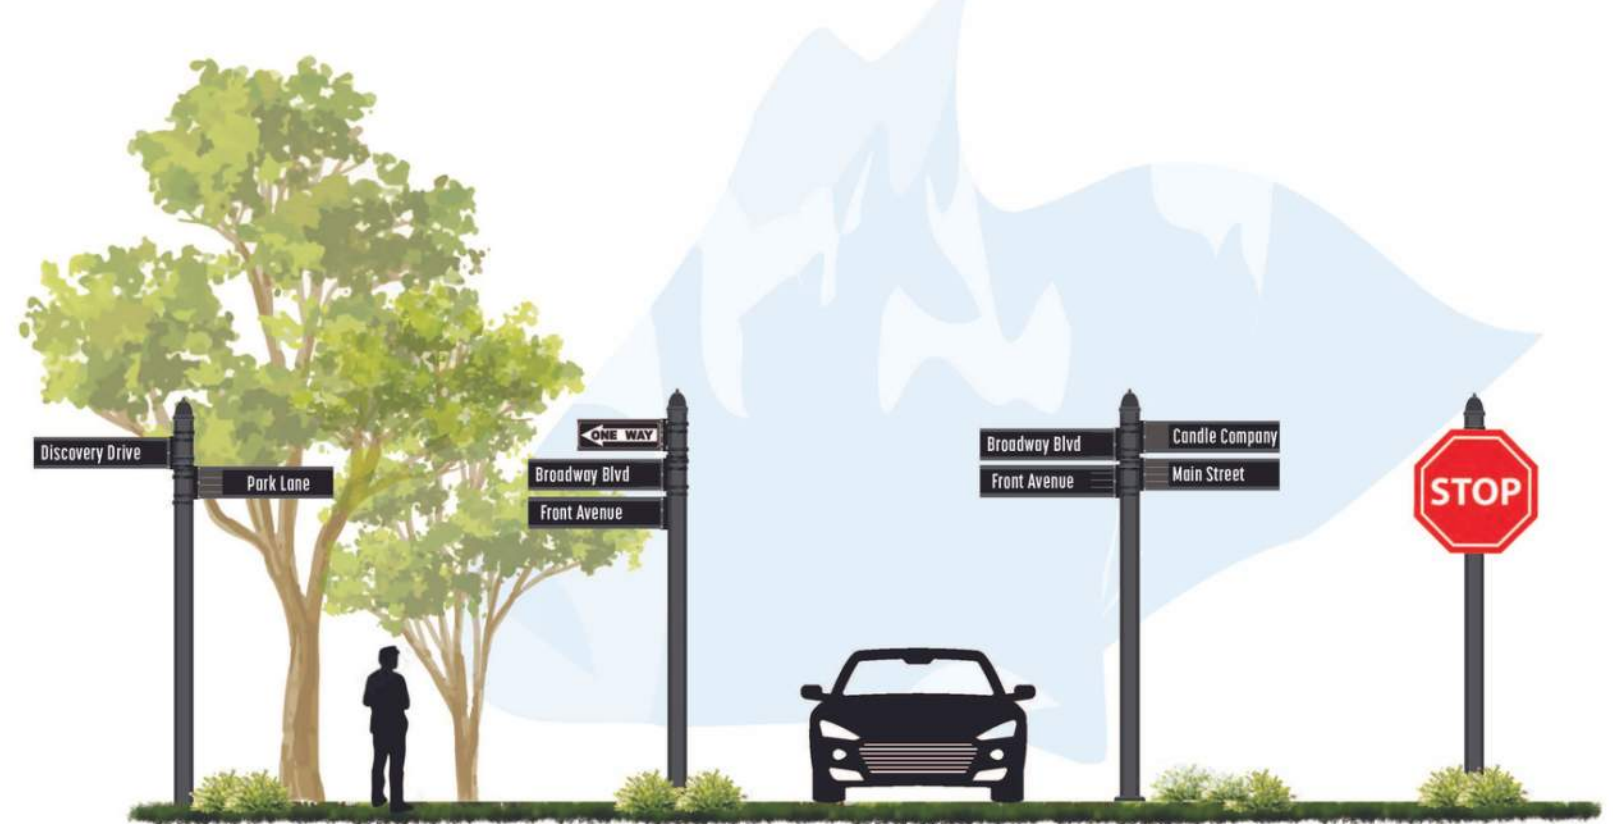 Discovery Drive
Park Lane
ONE WAY
Broadway Blvd
Front Avenue
Broadway Blvd
Front Avenue
Candle Company
Main Street
STOP